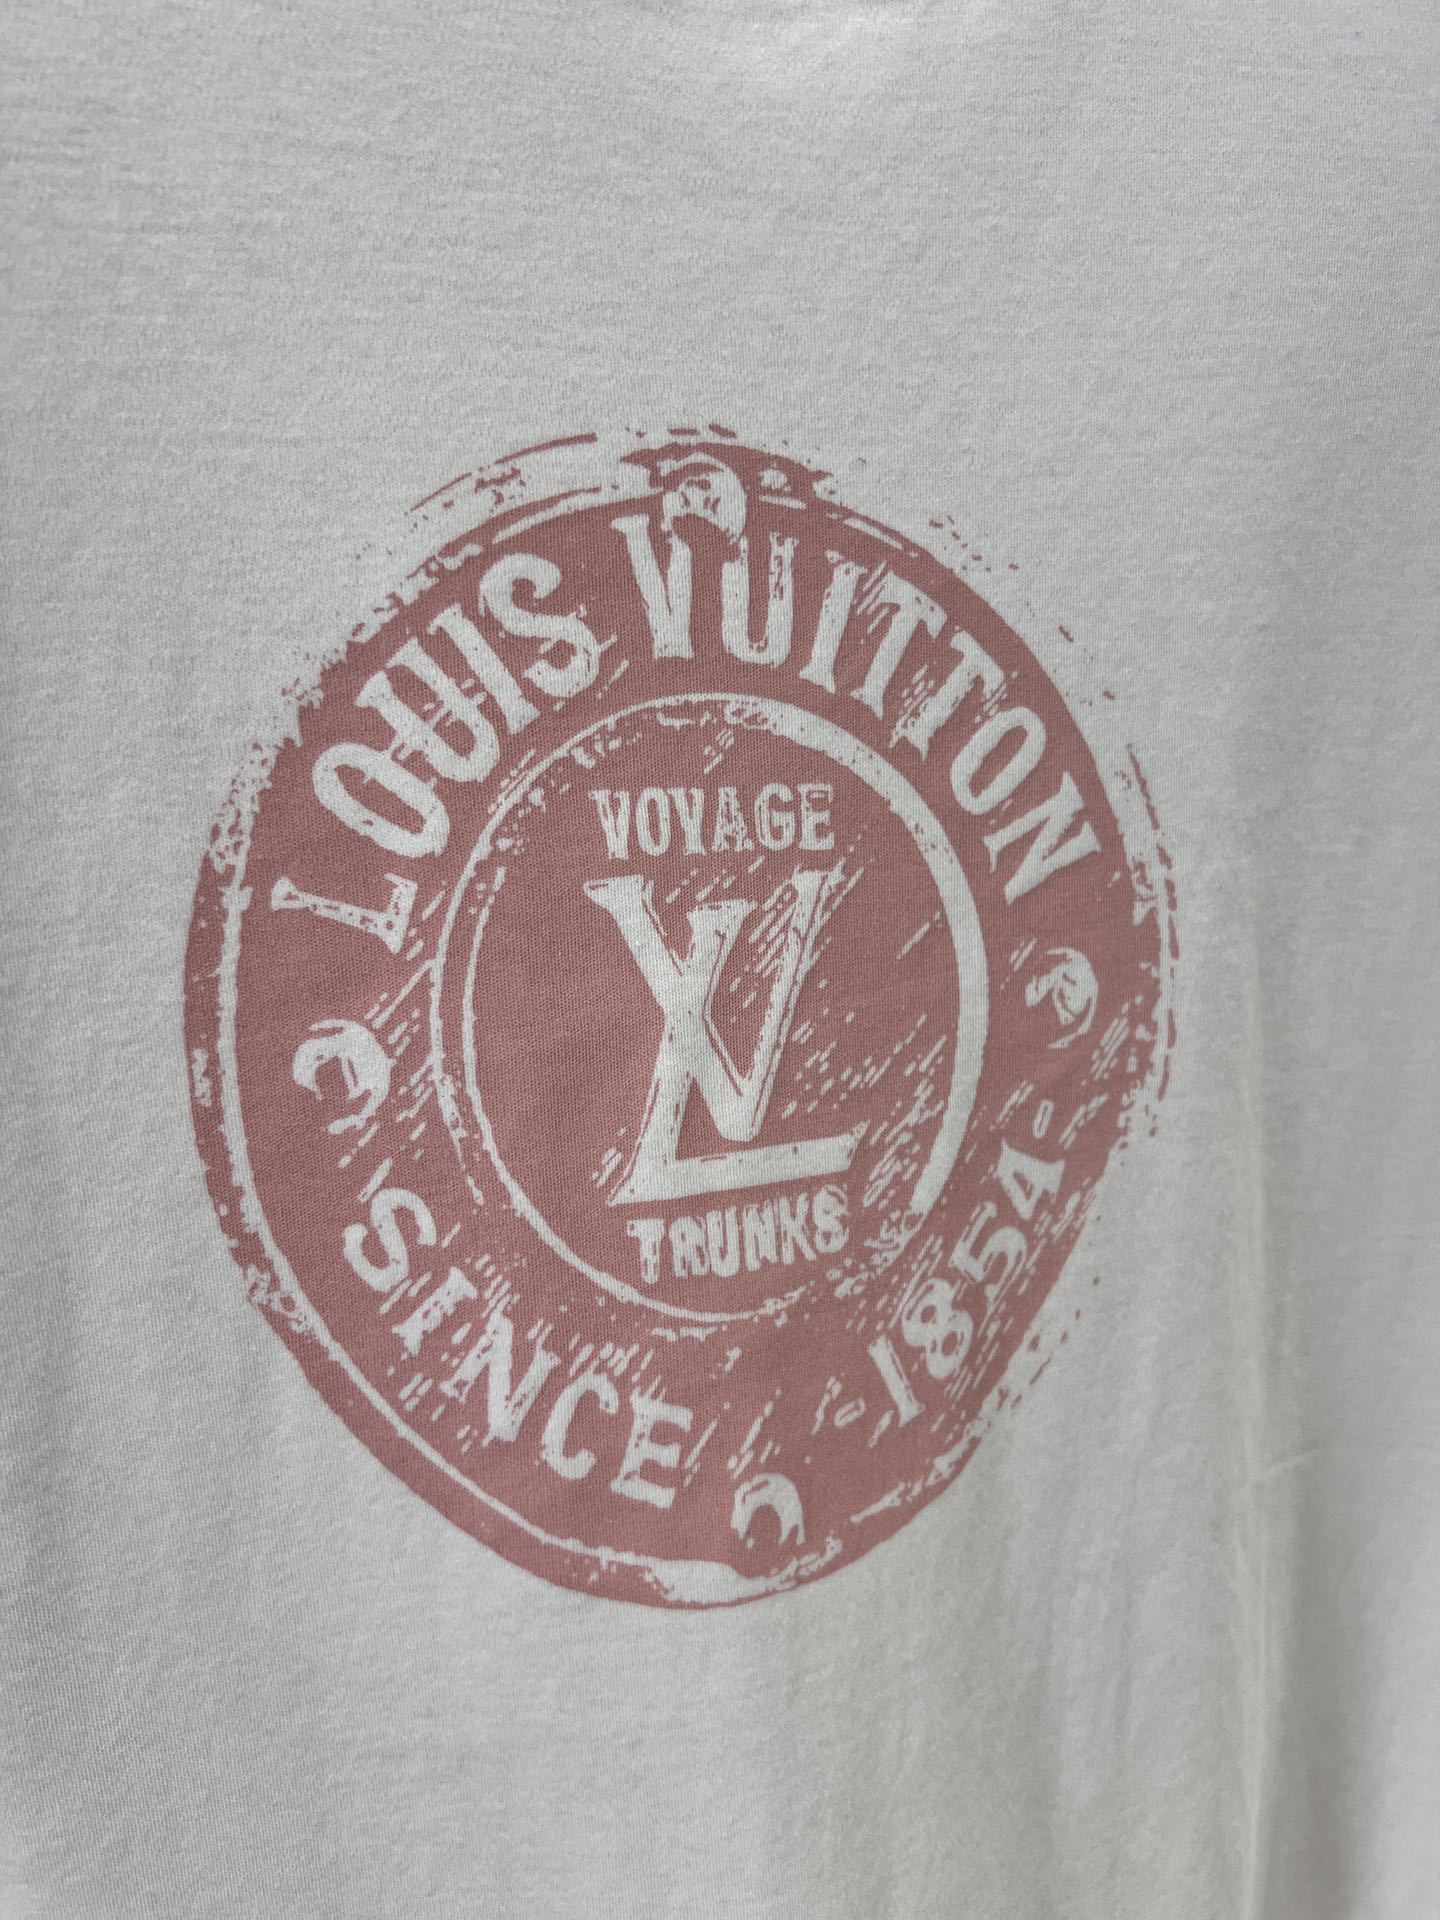 LOUIS VUITTON
VOYAGE
LV
TRUNKS
SINCE -1854-